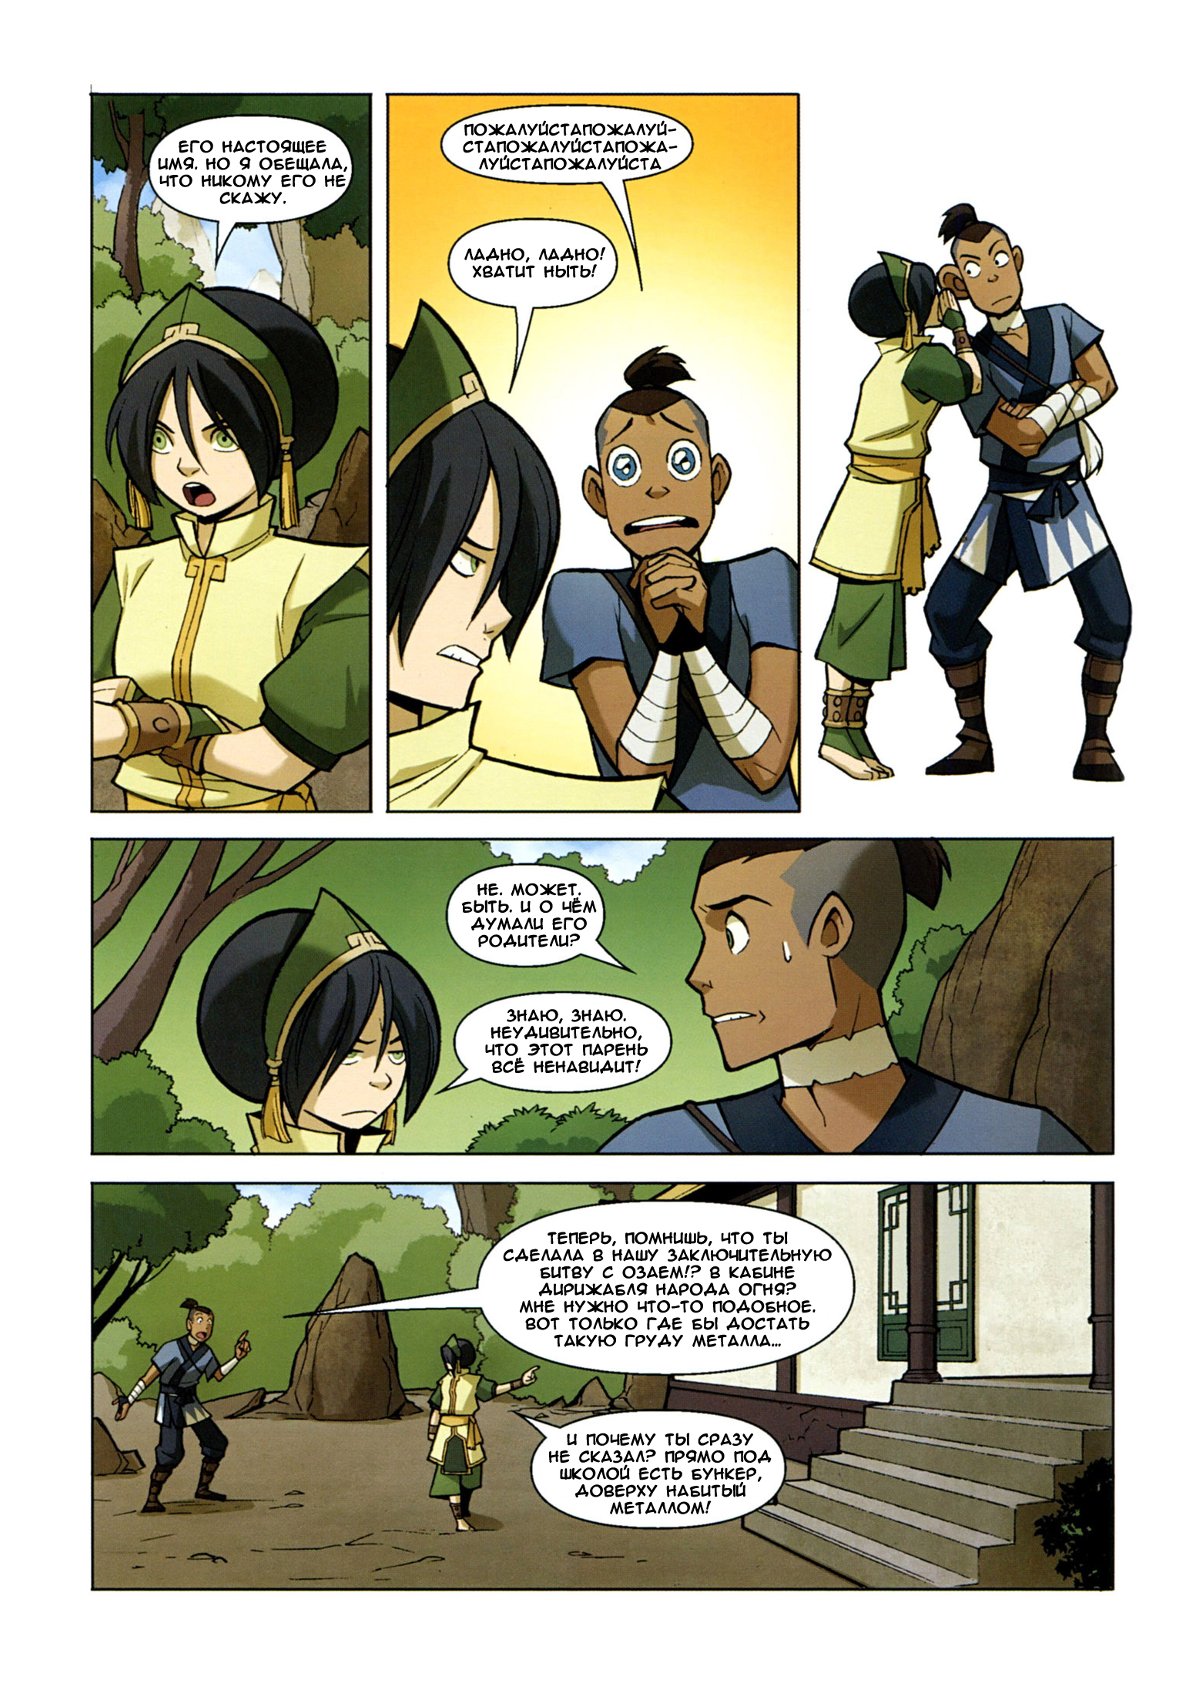 ЕГО НАСТОЯЩЕЕ
ИМЯ. НО Я ОБЕЩАЛА,
ЧТО НИКОМУ ЕГО НЕ
СКАЖУ.
ПОЖАЛУЙСТАПОЖАЛУЙ-
СТАПОЖАЛУЙСТАПОЖА-
ЛУЙСТАПОЖАЛУЙСТА
ЛАДНО, ЛАДНО!
ХВАТИТ НЫТЬ!
НЕ. МОЖЕТ.
БЫТЬ. И О ЧЁМ
ДУМАЛИ ЕГО
РОДИТЕЛИ?
ЗНАЮ, ЗНАЮ.
НЕУДИВИТЕЛЬНО,
ЧТО ЭТОТ ПАРЕНЬ
ВСЁ НЕНАВИДИТ!
ТЕПЕРЬ, ПОМНИШЬ, ЧТО ТЫ
СДЕЛАЛА В НАШУ ЗАКЛЮЧИТЕЛЬНУЮ
БИТВУ С ОЗАЕМ!? В КАБИНЕ
ДИРИЖАБЛЯ НАРОДА ОГНЯ?
МНЕ НУЖНО ЧТО-ТО ПОДОБНОЕ.
ВОТ ТОЛЬКО ГДЕ БЫ ДОСТАТЬ
ТАКУЮ ГРУДУ МЕТАЛЛА...
И ПОЧЕМУ ТЫ СРАЗУ
НЕ СКАЗАЛ? ПРЯМО ПОД
ШКОЛОЙ ЕСТЬ БУНКЕР,
ДОВЕРХУ НАБИТЫЙ
МЕТАЛЛОМ!